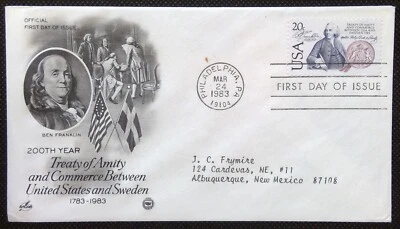 OFFICIAL
FIRST DAY OF ISSUE
BEN FRANKLIN
200TH YEAR
Treaty of Amity
and Commerce Between
United States and Sweden
1783-1983
PHILADELPHIA, PA
MAR
24
1983
19104
20
USA
FIRST DAY OF ISSUE
J. C. Frymire
124 Cardevas, NE, #11
Albuquerque, New Mexico 87108